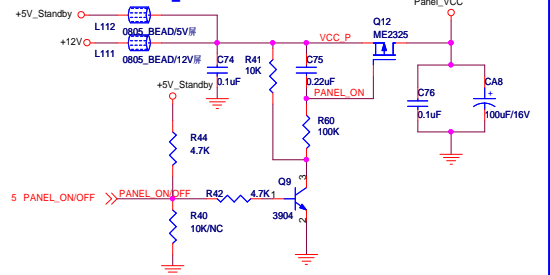 Panel_VCC
+5V_Standby
L112 0805_BEAD/5V屏
Q12
ME2325
+12V
VCC_P
L111 0805_BEAD/12V屏
C74
0.1uF
R41
10K
C75
0.22uF
+5V_Standby
PANEL_ON
C76
0.1uF
CA8
+
100uF/16V
R60
100K
R44
4.7K
5 PANEL_ON/OFF
PANEL_ON/OFF
R42 4.7K
1
Q9
3
3904
2
R40
10K/NC